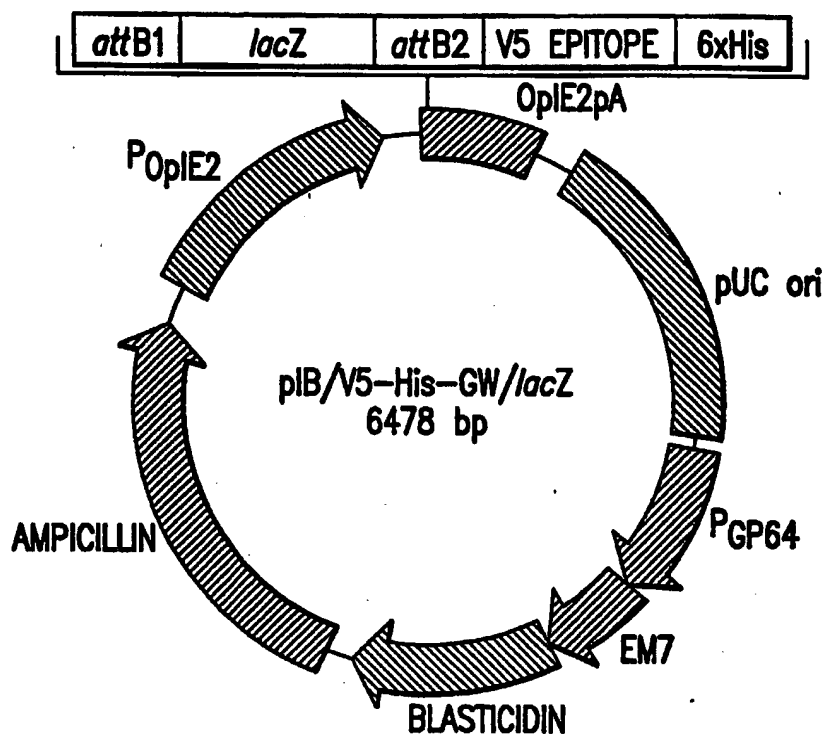 attB1 lacZ attB2 V5 EPITOPE 6xHis
OpIE2pA
POpIE2
pUC ori
pIB/V5-His-GW/lacZ
6478 bp
PGP64
AMPICILLIN
EM7
BLASTICIDIN